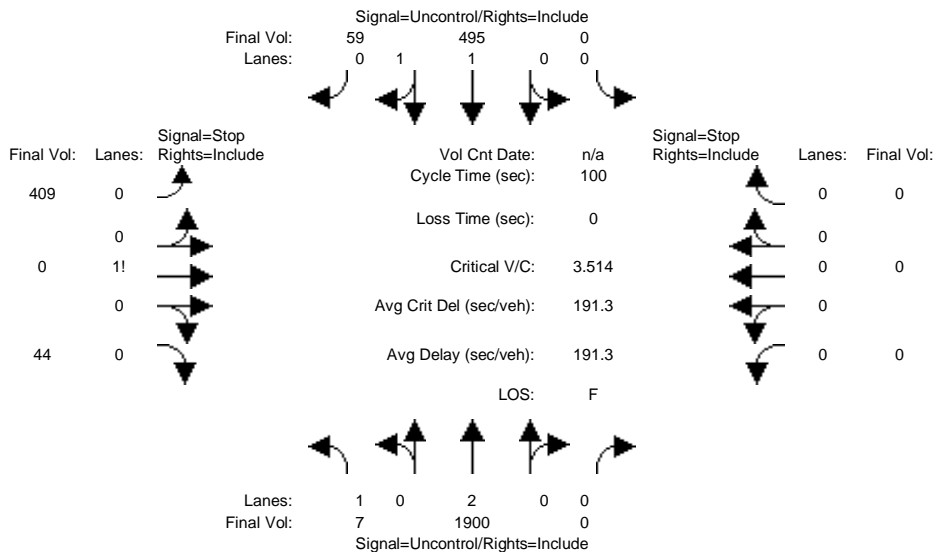 Signal=Uncontrol/Rights=Include
Final Vol: 59 495 0
Lanes: 0 1 1 0 0
Signal=Stop
Final Vol: Lanes: Rights=Include
Vol Cnt Date: n/a
Signal=Stop
Rights=Include Lanes: Final Vol:
Cycle Time (sec): 100
409 0
0 0
Loss Time (sec): 0
0
0
0 1!
Critical V/C: 3.514
0 0
0
Avg Crit Del (sec/veh): 191.3
0
44 0
Avg Delay (sec/veh): 191.3
0 0
LOS: F
Lanes: 1 0 2 0 0
Final Vol: 7 1900 0
Signal=Uncontrol/Rights=Include